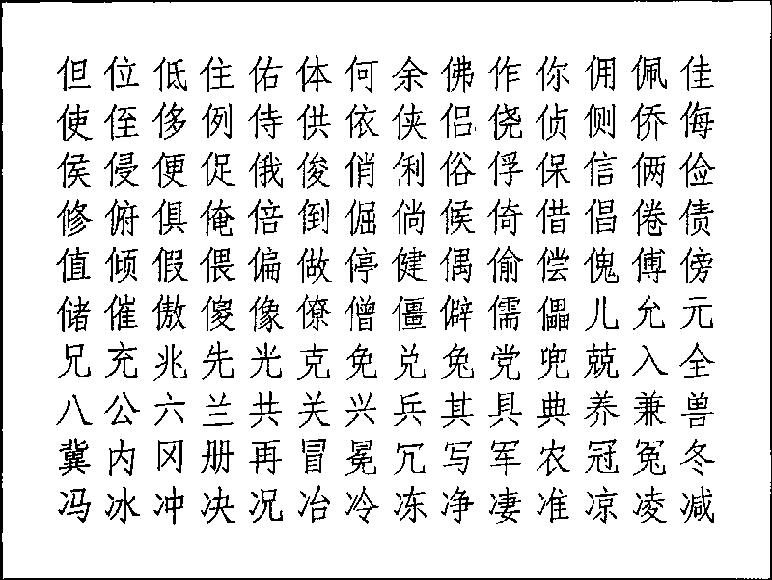 但位低住佑体何余佛作你佣佩佳
使侄侈例侍供依侠侣侥侦侧侨侮
侯侵便促俄俊俏俐俗俘保信俩俭
修俯俱俺倍倒倔倘候倚借倡倦债
值倾假偎偏做停健偶偷偿傀傅傍
储催傲傻像僚僧僵僻儒儡儿允元
兄充兆先光克免兑兔党兜兢入全
八公六兰共关兴兵其具典养兼兽
冀内冈册再冒冕冗写军农冠冤冬
冯冰冲决况冶冷冻净凄准凉凌减